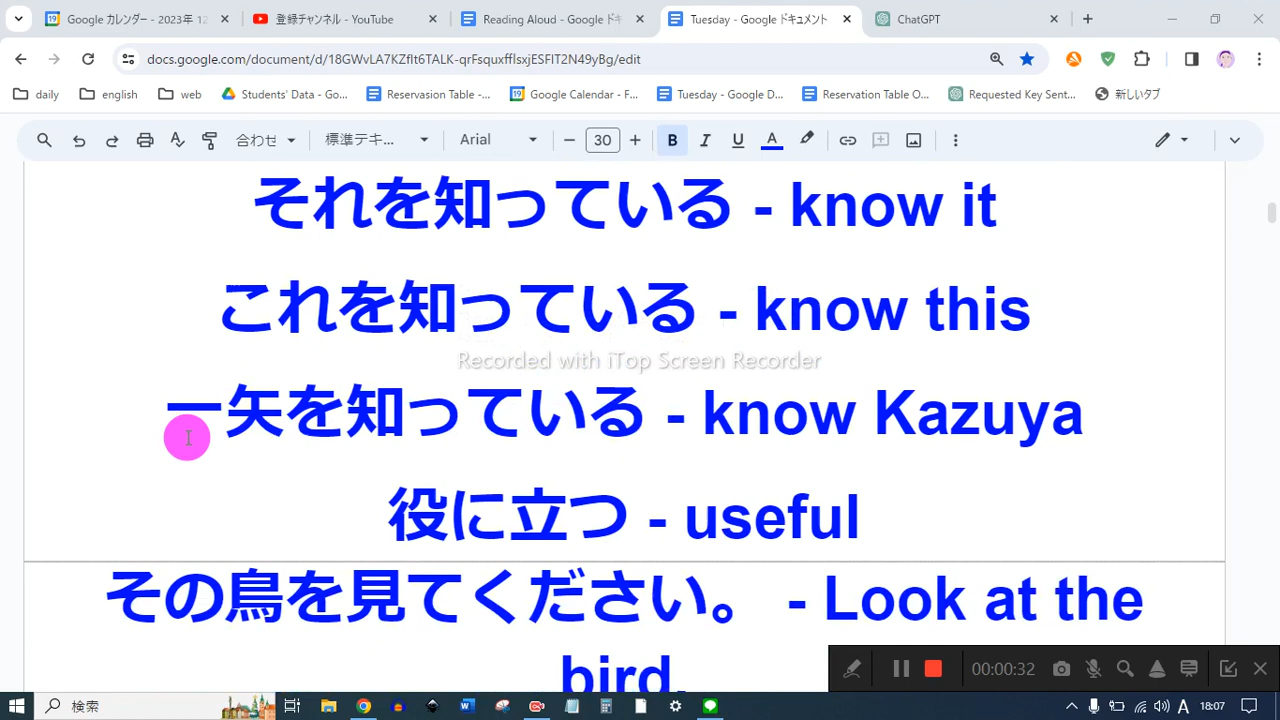 Google カレンダー - 2023年 12
登録チャンネル - YouTube
Reading Aloud - Google ドキ
Tuesday - Google ドキュメント
ChatGPT
docs.google.com/document/d/
/edit
daily
english
web
Students' Data - Go...
Reservasion Table -...
Google Calendar - F...
Tuesday - Google D...
Reservation Table O...
Requested Key Sent...
新しいタブ
合わせ
標準テキ...
Arial
30
B
I
U
A
それを知っている - know it
これを知っている - know this
Recorded with iTop Screen Recorder
一矢を知っている - know Kazuya
役に立つ - useful
その鳥を見てください。 - Look at the
bird.
00:00:32
検索
A
18:07